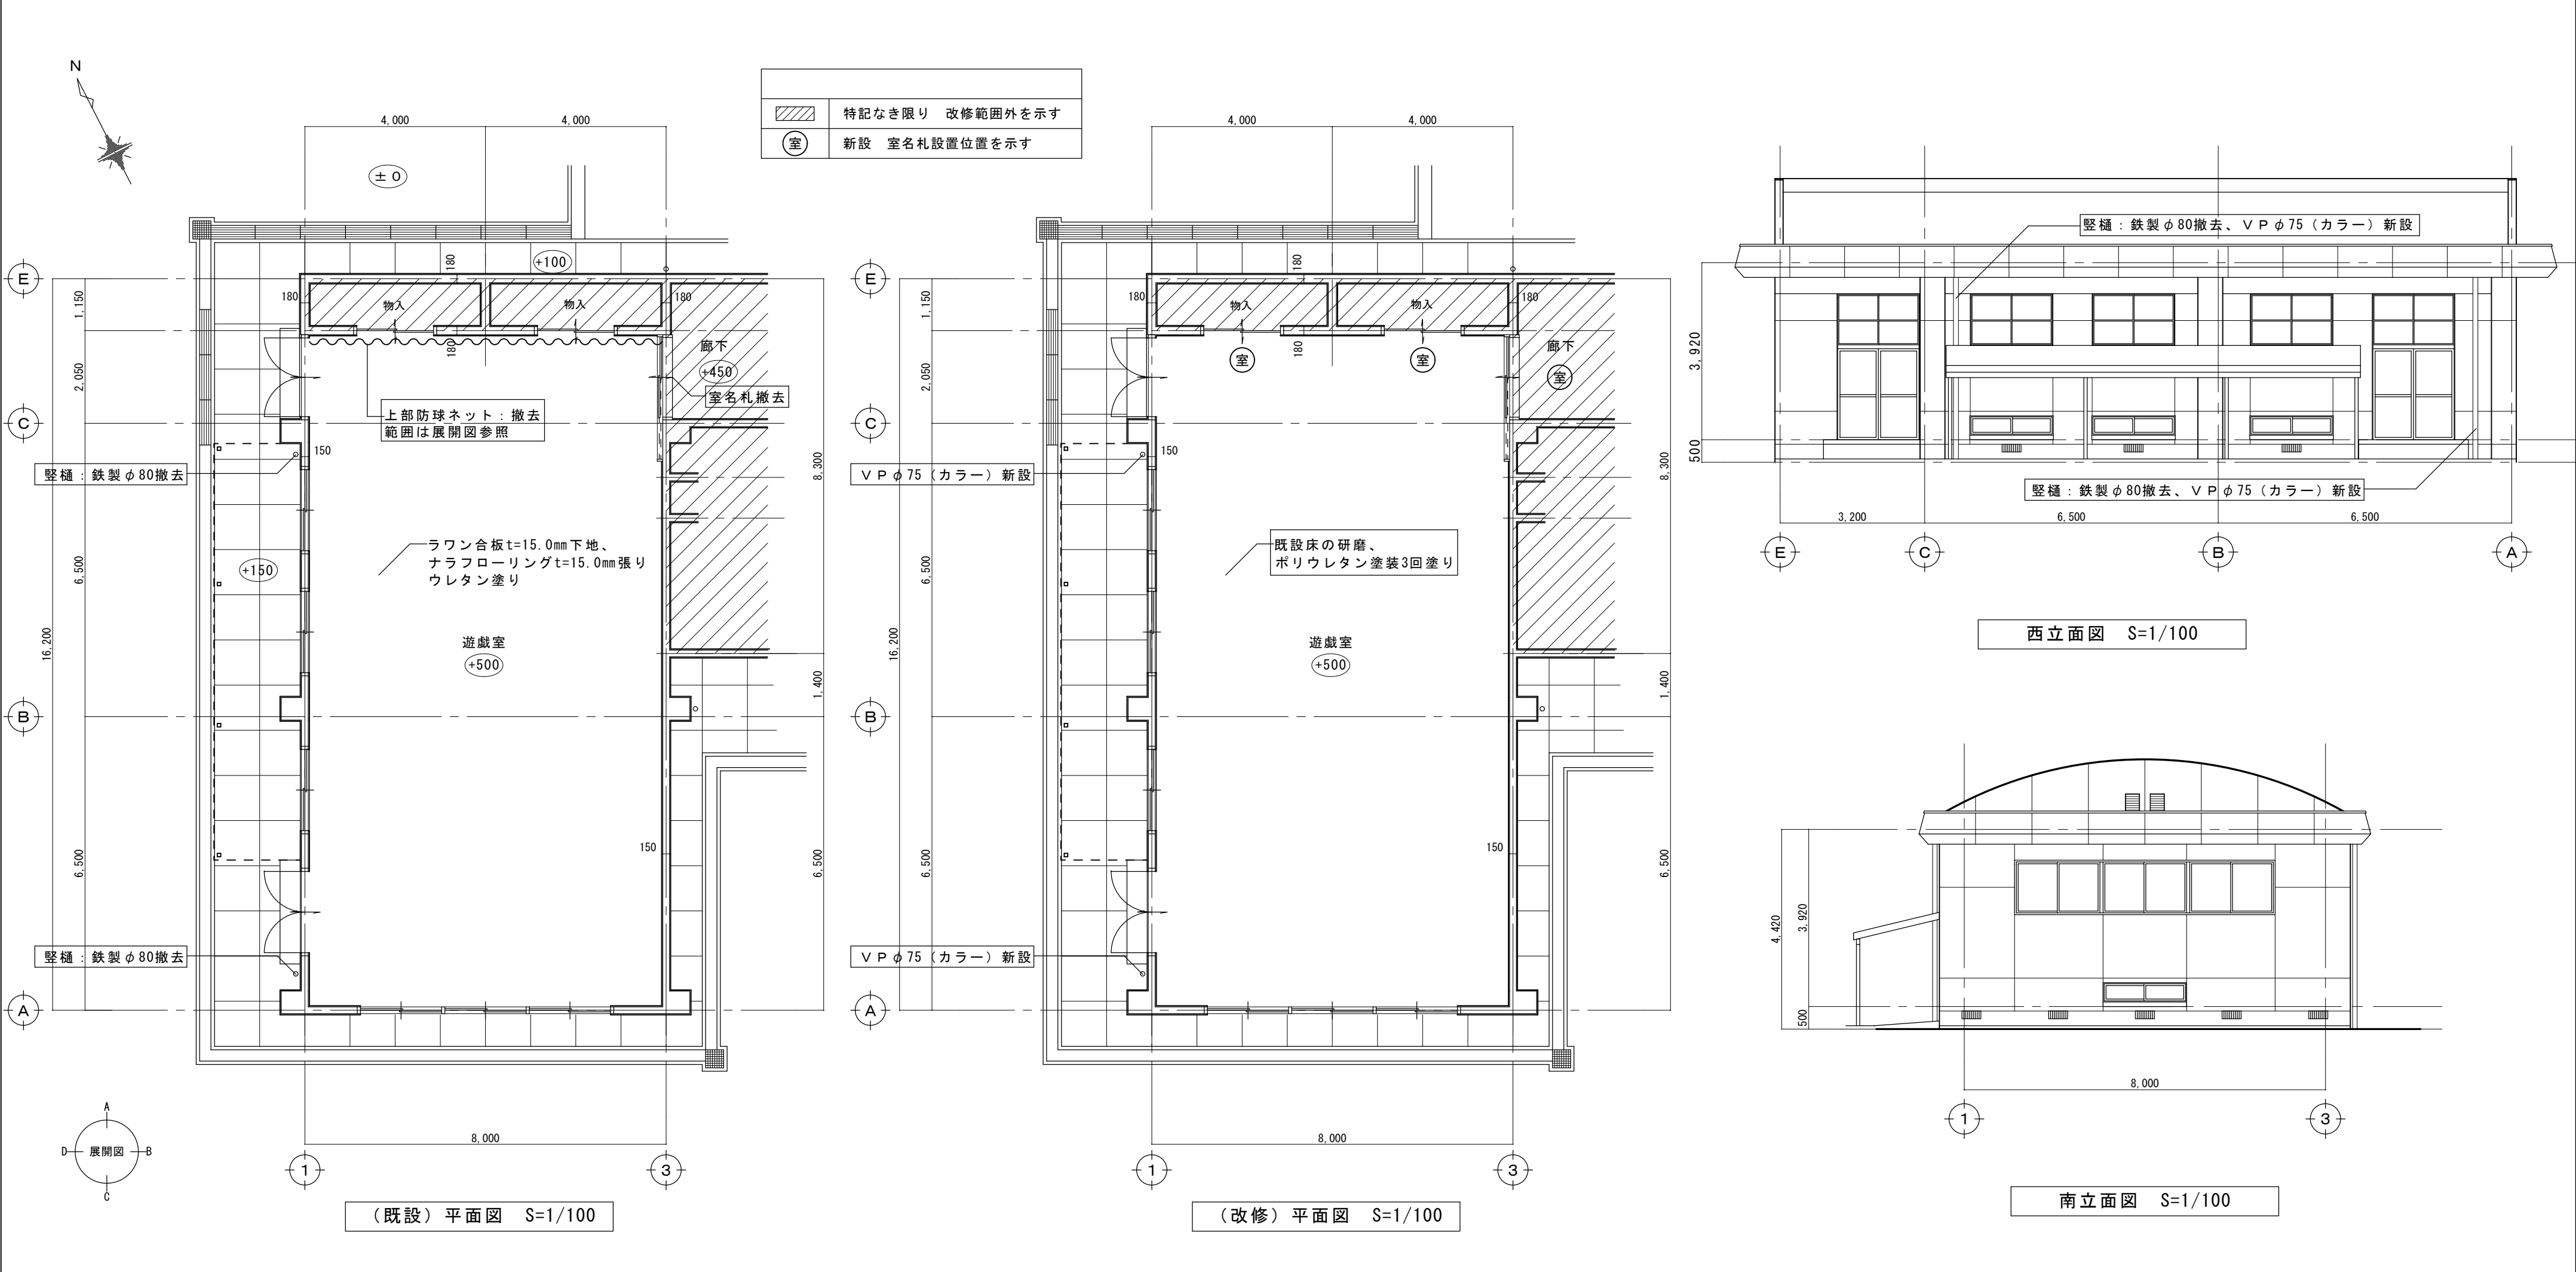 N
特記なき限り　改修範囲外を示す
室
新設　室名札設置位置を示す
4,000
4,000
±0
E
C
B
A
1,150
2,050
6,500
6,500
16,200
180
+100
180
180
物入
物入
180
廊下
+450
室名札撤去
上部防球ネット：撤去
範囲は展開図参照
150
竪樋：鉄製φ80撤去
+150
ラワン合板t=15.0㎜下地、
ナラフローリングt=15.0㎜張り
ウレタン塗り
遊戯室
+500
150
竪樋：鉄製φ80撤去
8,300
1,400
6,500
8,000
1
3
A
D
展開図
B
C
（既設）平面図　S=1/100
4,000
4,000
E
C
B
A
1,150
2,050
6,500
6,500
16,200
180
180
180
物入
物入
180
室
室
廊下
室
150
ＶＰφ75（カラー）新設
既設床の研磨、
ポリウレタン塗装3回塗り
遊戯室
+500
150
ＶＰφ75（カラー）新設
8,300
1,400
6,500
8,000
1
3
（改修）平面図　S=1/100
竪樋：鉄製φ80撤去、ＶＰφ75（カラー）新設
3,920
500
竪樋：鉄製φ80撤去、ＶＰφ75（カラー）新設
3,200
6,500
6,500
E
C
B
A
西立面図　S=1/100
4,420
3,920
500
8,000
1
3
南立面図　S=1/100